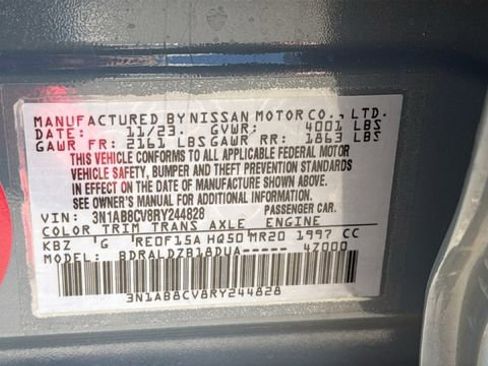 MANUFACTURED BY NISSAN MOTOR CO., LTD.
DATE: 11/23. GVWR: 4001 LBS
GAWR FR: 2161 LBS GAWR RR: 1863 LBS
THIS VEHICLE CONFORMS TO ALL APPLICABLE FEDERAL MOTOR
VEHICLE SAFETY, BUMPER AND THEFT PREVENTION STANDARDS
IN EFFECT ON THE DATE OF MANUFACTURE SHOWN ABOVE.
SEE OWNER'S MANUAL FOR ADDITIONAL INFORMATION.
VIN: 3N1AB8CV8RY244828 PASSENGER CAR.
COLOR TRIM TRANS AXLE ENGINE
KBZ G RE0F15A HQ50 MR20 1997 CC
MODEL: BDRALDZB18DUA----- 47000
3N1AB8CV8RY244828